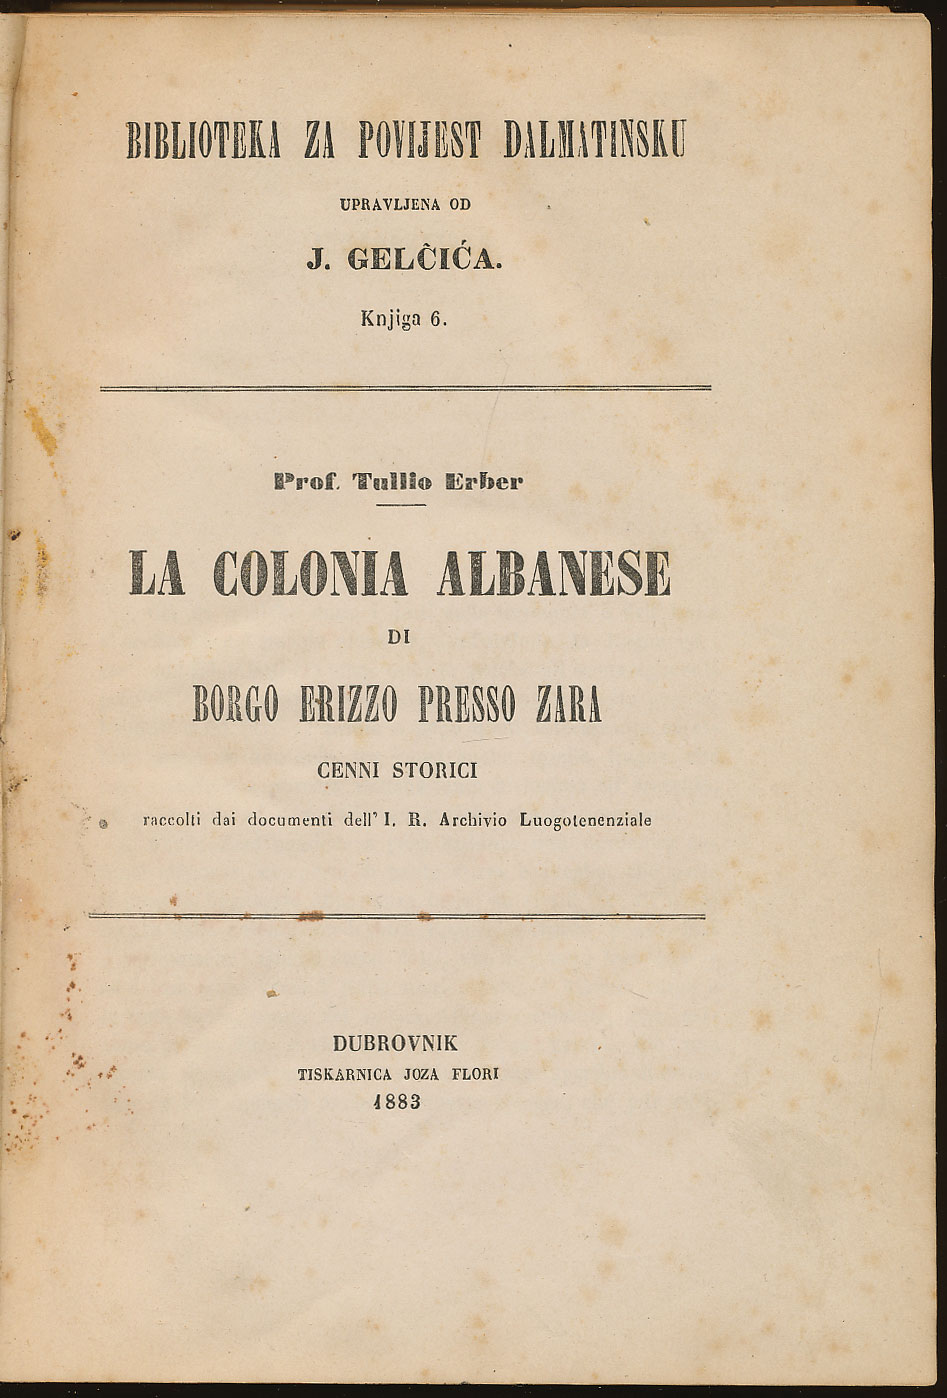 BIBLIOTEKA ZA POVIJEST DALMATINSKU
UPRAVLJENA OD
J. GELČIĆA.
Knjiga 6.
Prof. Tullio Erber
LA COLONIA ALBANESE
DI
BORGO ERIZZO PRESSO ZARA
CENNI STORICI
raccolti dai documenti dell' I. R. Archivio Luogotenenziale
DUBROVNIK
TISKARNICA JOZA FLORI
1883